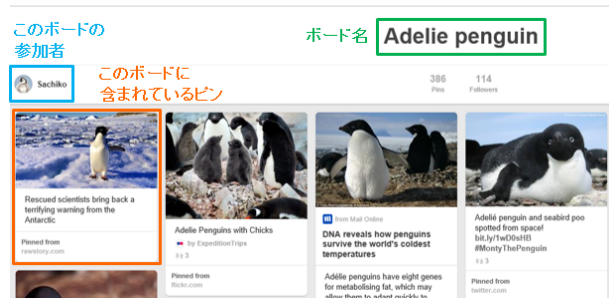 このボードの
参加者
ボード名
Adelie penguin
Sachiko
このボードに
含まれているピン
386
Pins
114
Followers
Rescued scientists bring back a
terrifying warning from the
Antarctic
Pinned from
rawstory.com
Adelie Penguins with Chicks
by ExpeditionTrips
3
Pinned from
flickr.com
from Mail Online
DNA reveals how penguins
survive the world's coldest
temperatures
Adélie penguins have eight genes
for metabolising fat, which may
allow them to adapt quickly to
Adelié penguin and seabird poo
spotted from space!
bit.ly/1wD0sHB
#MontyThePenguin
3
Pinned from
twitter.com